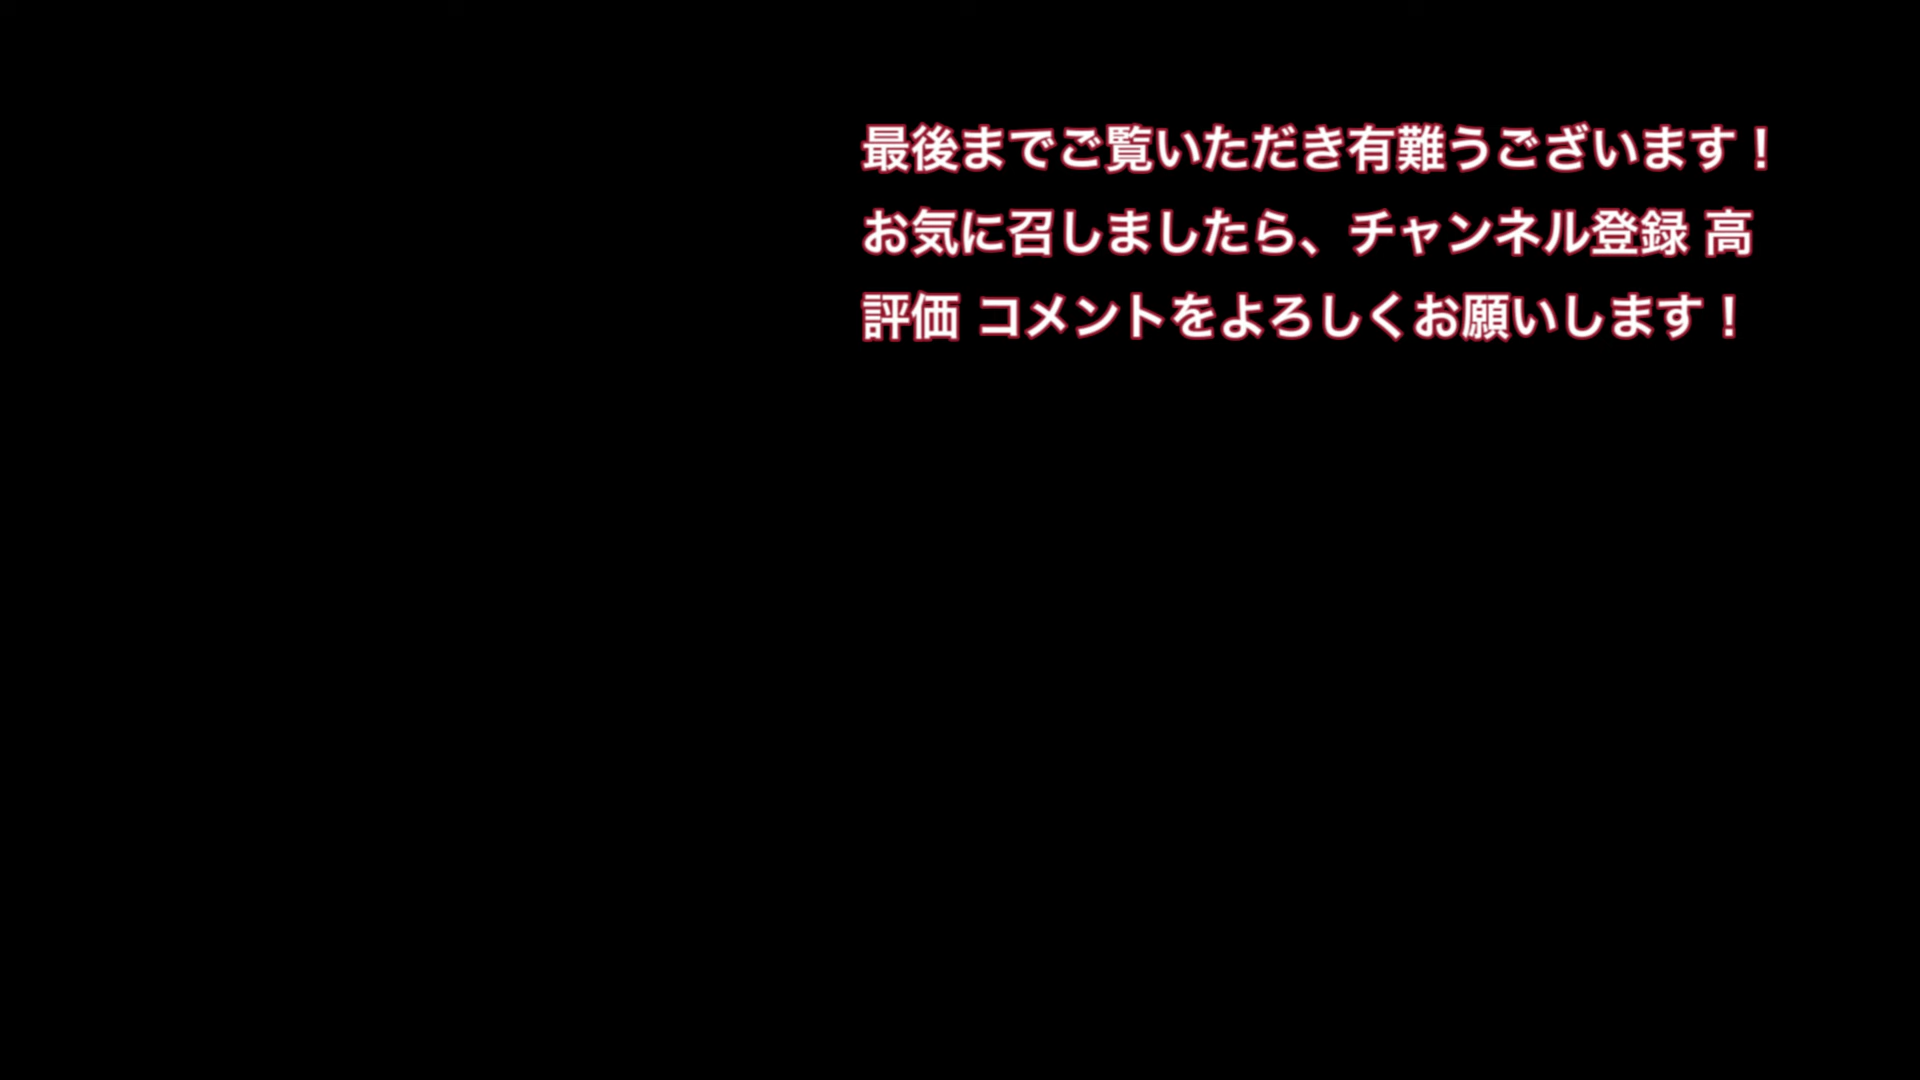 最後までご覧いただき有難うございます！
お気に召しましたら、チャンネル登録 高
評価 コメントをよろしくお願いします！